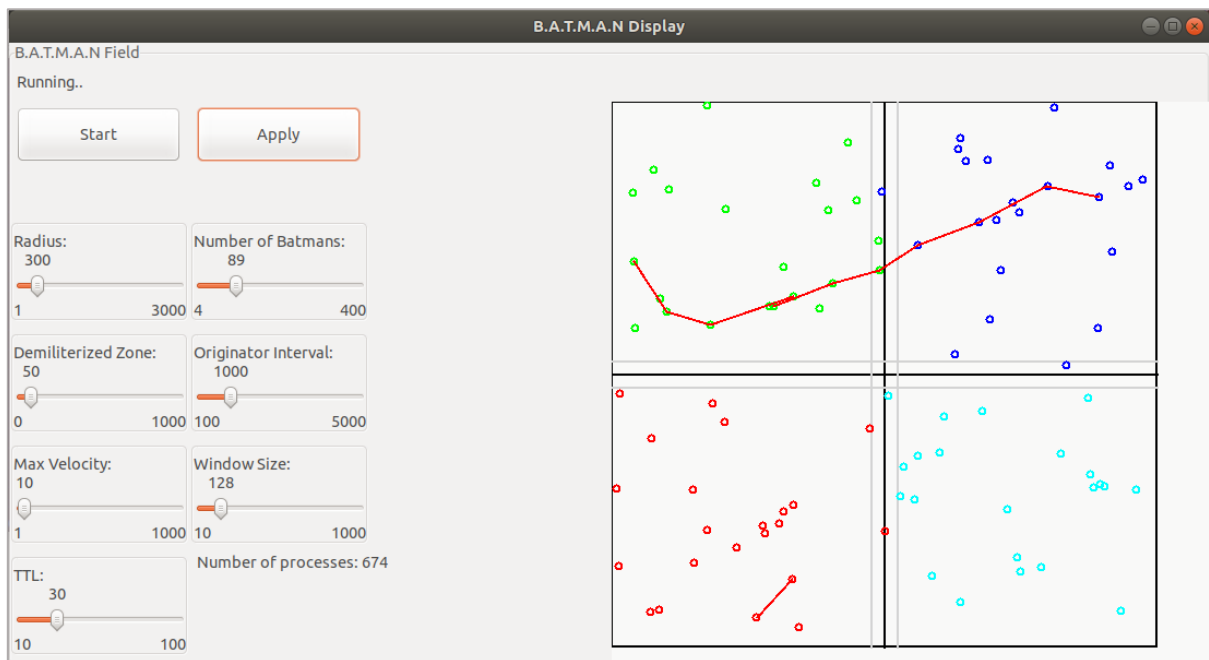 B.A.T.M.A.N Display
B.A.T.M.A.N Field
Running..
Start
Apply
Radius:
300
1 3000
Number of Batmans:
89
4 400
Demiliterized Zone:
50
0 1000
Originator Interval:
1000
100 5000
Max Velocity:
10
1 1000
Window Size:
128
10 1000
TTL:
30
10 100
Number of processes: 674